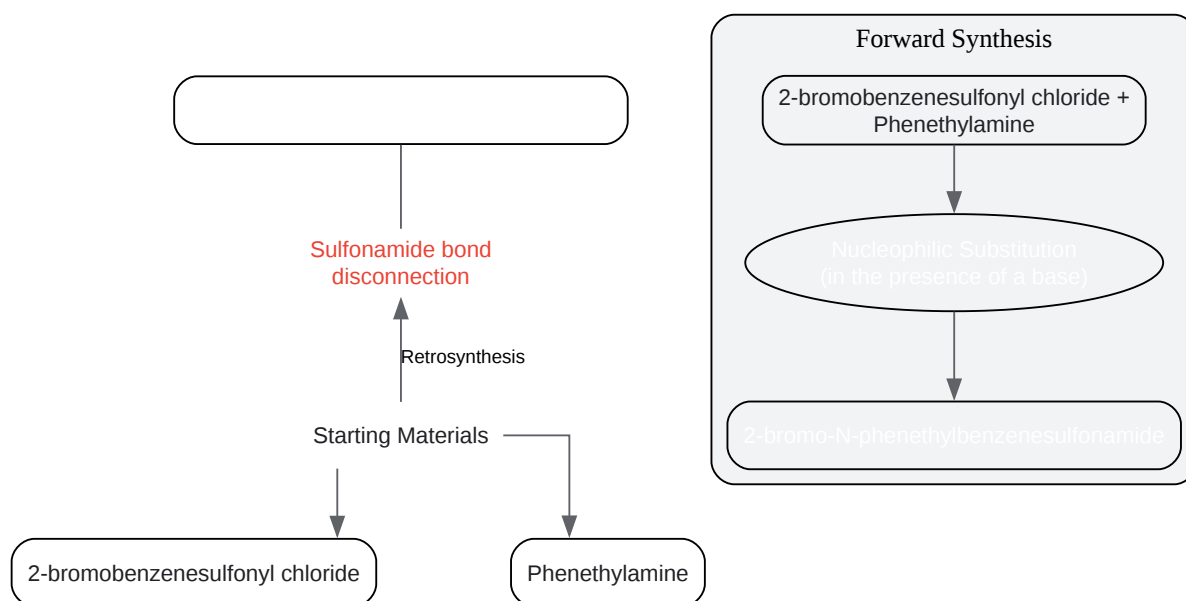 Forward Synthesis
2-bromobenzenesulfonyl chloride +
Phenethylamine
Nucleophilic Substitution
(in the presence of a base)
2-bromo-N-phenethylbenzenesulfonamide
Sulfonamide bond
disconnection
Retrosynthesis
Starting Materials
2-bromobenzenesulfonyl chloride
Phenethylamine